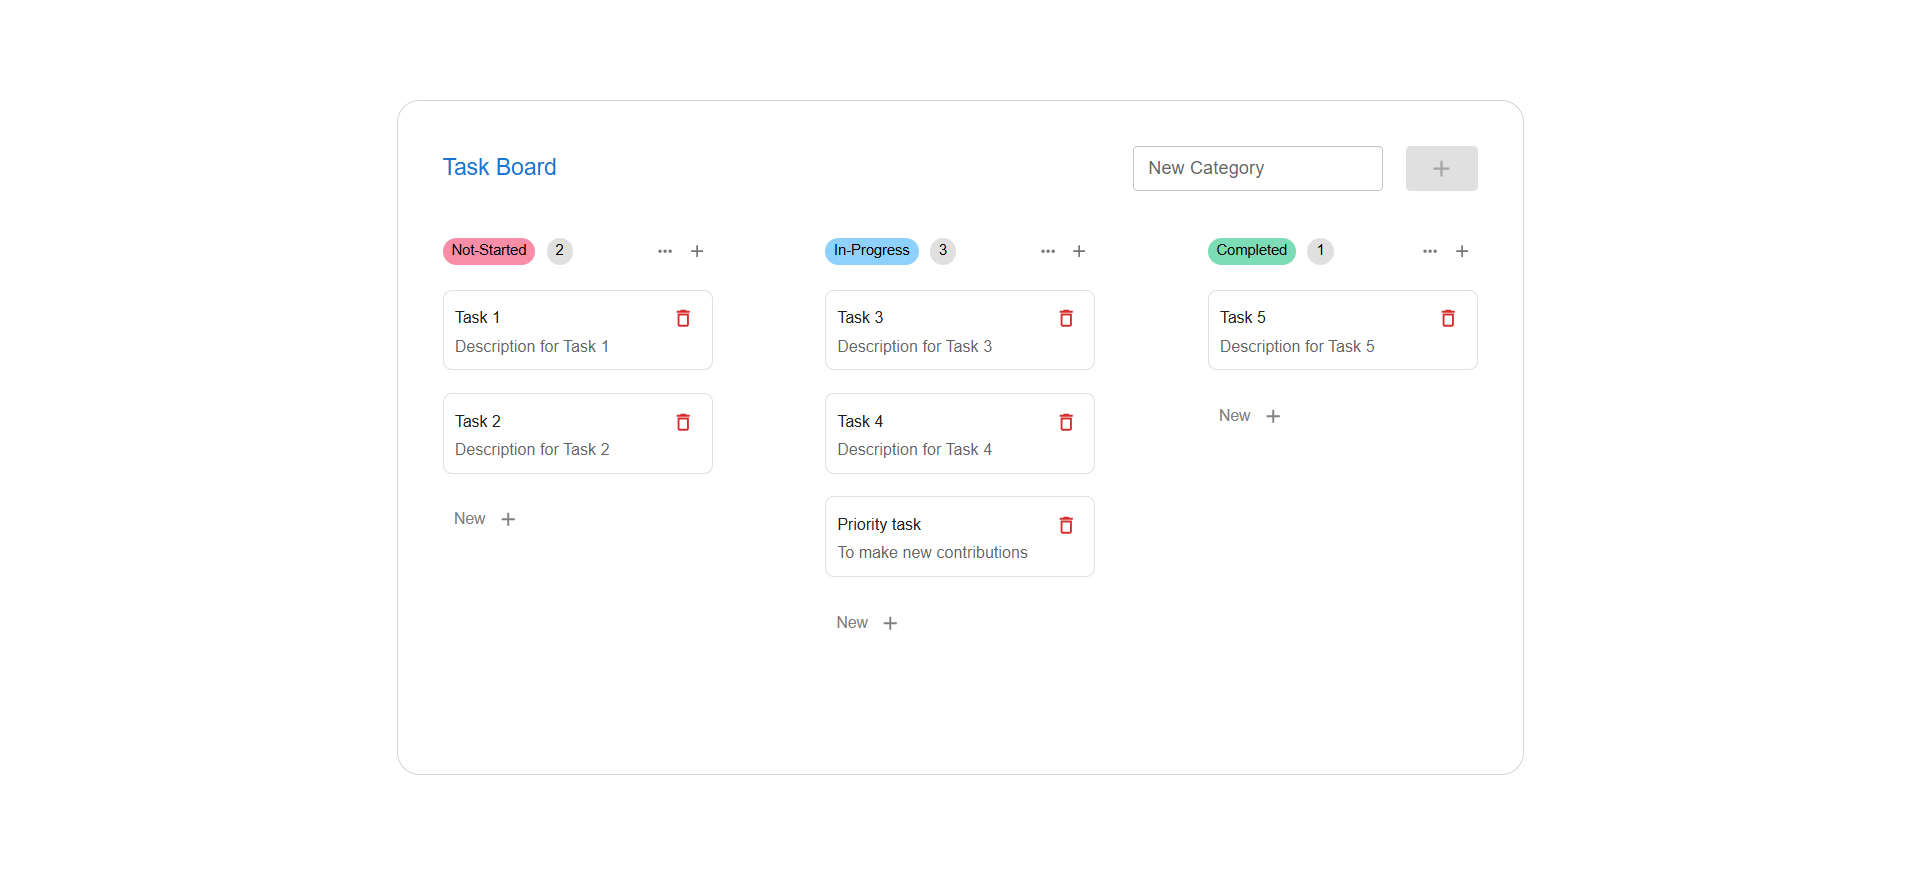 Task Board
New Category
Not-Started 2
Task 1
Description for Task 1
Task 2
Description for Task 2
New
In-Progress 3
Task 3
Description for Task 3
Task 4
Description for Task 4
Priority task
To make new contributions
New
Completed 1
Task 5
Description for Task 5
New